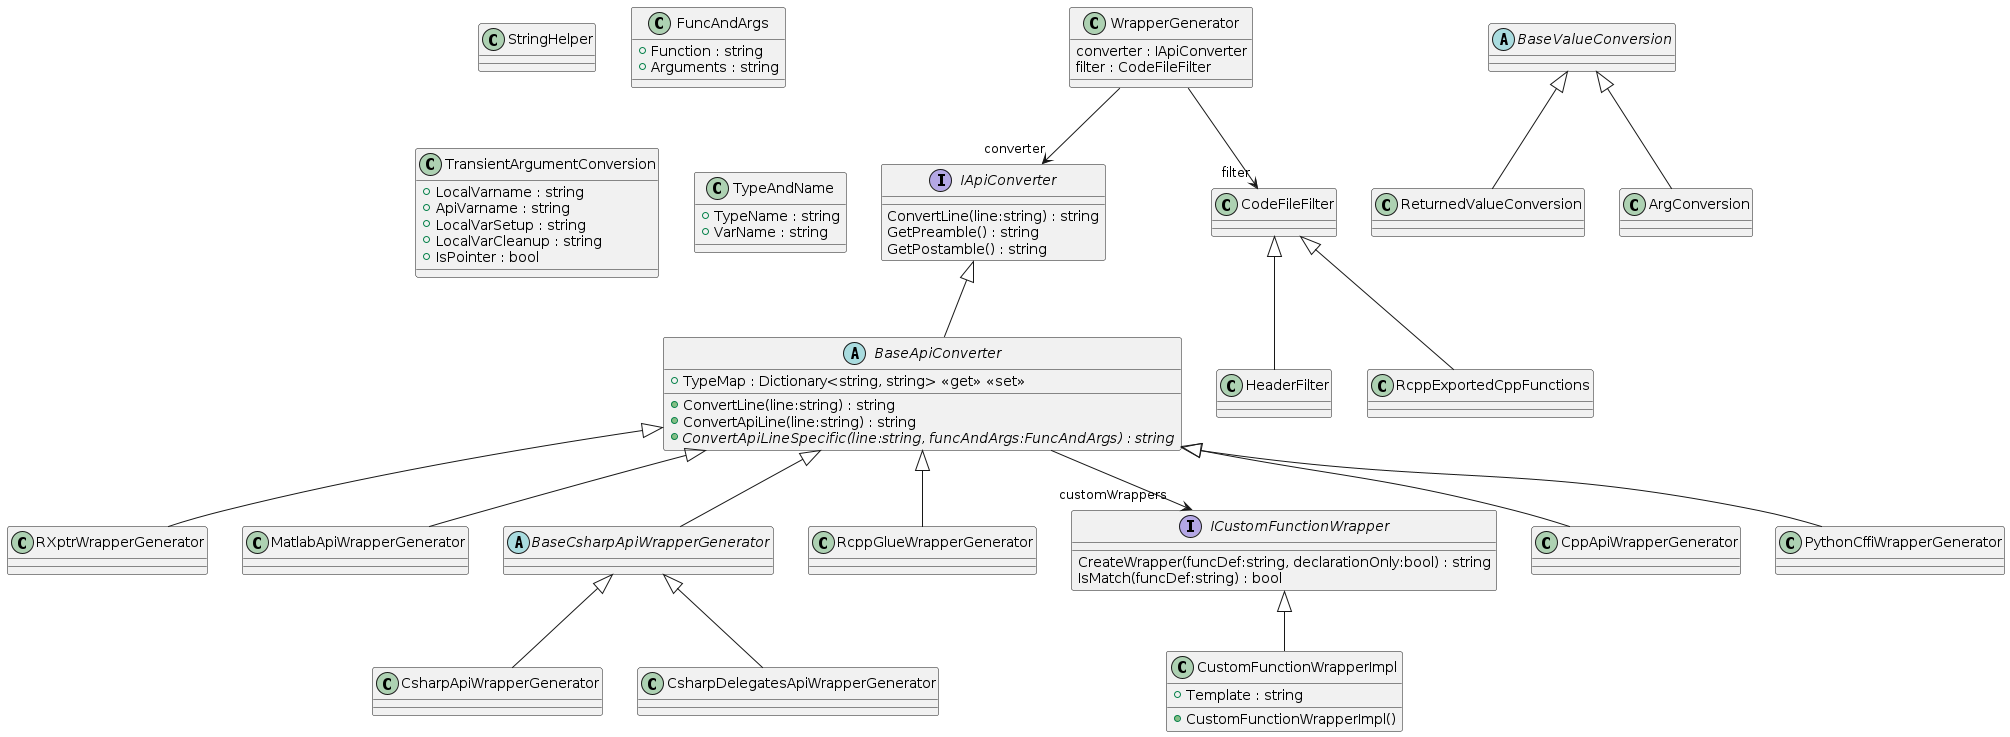 C StringHelper
C FuncAndArgs
Function : string
Arguments : string
C WrapperGenerator
converter : IApiConverter
filter : CodeFileFilter
A BaseValueConversion
converter
filter
C TransientArgumentConversion
LocalVarname : string
ApiVarname : string
LocalVarSetup : string
LocalVarCleanup : string
IsPointer : bool
C TypeAndName
TypeName : string
VarName : string
I IApiConverter
ConvertLine(line:string) : string
GetPreamble() : string
GetPostamble() : string
C CodeFileFilter
C ReturnedValueConversion
C ArgConversion
A BaseApiConverter
TypeMap : Dictionary<string, string> «get» «set»
ConvertLine(line:string) : string
ConvertApiLine(line:string) : string
ConvertApiLineSpecific(line:string, funcAndArgs:FuncAndArgs) : string
C HeaderFilter
C RcppExportedCppFunctions
customWrappers
C RXptrWrapperGenerator
C MatlabApiWrapperGenerator
A BaseCsharpApiWrapperGenerator
C RcppGlueWrapperGenerator
I ICustomFunctionWrapper
CreateWrapper(funcDef:string, declarationOnly:bool) : string
IsMatch(funcDef:string) : bool
C CppApiWrapperGenerator
C PythonCffiWrapperGenerator
C CsharpApiWrapperGenerator
C CsharpDelegatesApiWrapperGenerator
C CustomFunctionWrapperImpl
Template : string
CustomFunctionWrapperImpl()